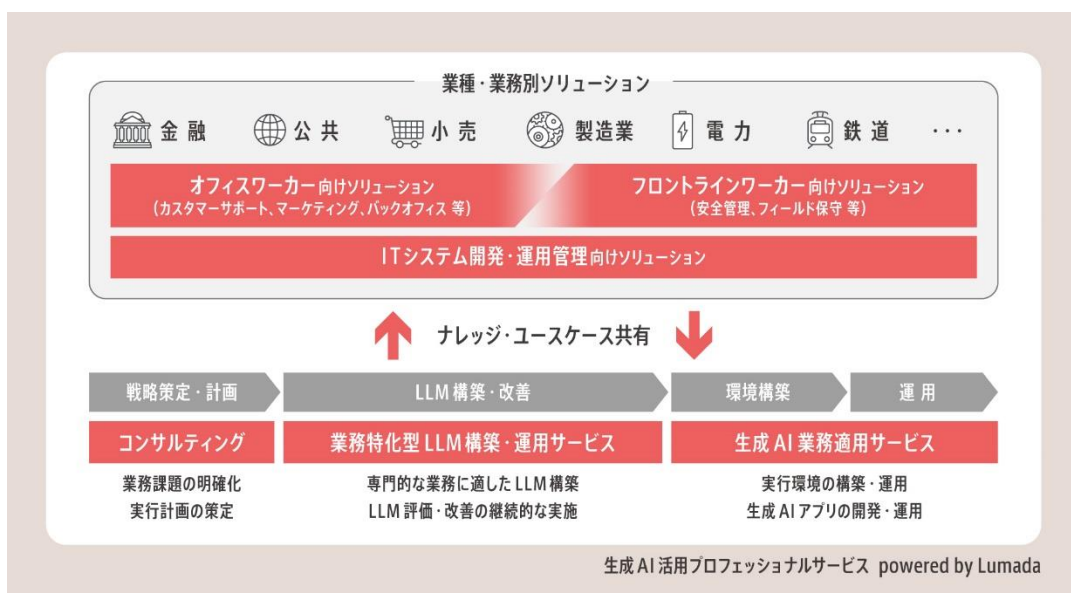 業種・業務別ソリューション
金融 公共 小売 製造業 電力 鉄道 ・・・
オフィスワーカー向けソリューション
(カスタマーサポート、マーケティング、バックオフィス 等)
フロントラインワーカー向けソリューション
(安全管理、フィールド保守 等)
ITシステム開発・運用管理向けソリューション
ナレッジ・ユースケース共有
戦略策定・計画 LLM構築・改善 環境構築 運用
コンサルティング 業務特化型LLM構築・運用サービス 生成AI業務適用サービス
業務課題の明確化 専門的な業務に適したLLM構築 実行環境の構築・運用
実行計画の策定 LLM評価・改善の継続的な実施 生成AIアプリの開発・運用
生成AI活用プロフェッショナルサービス powered by Lumada